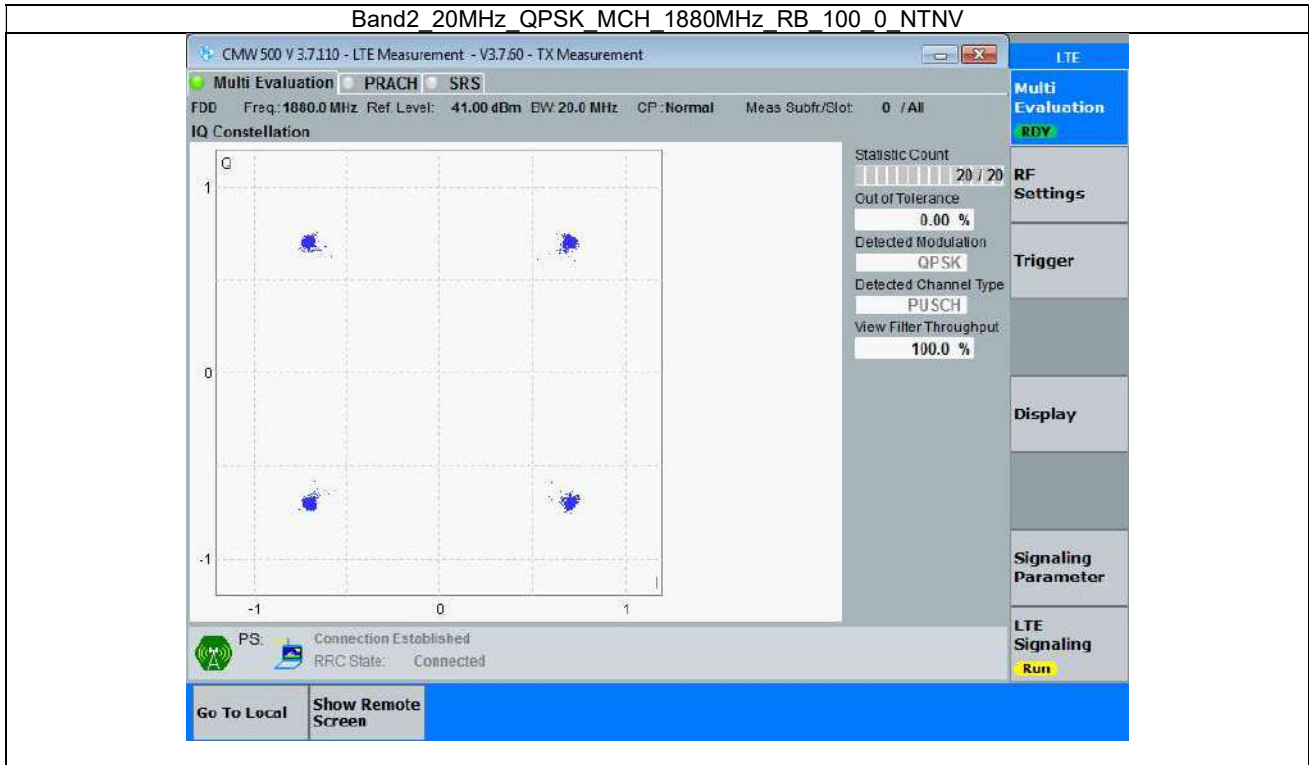 Band2_20MHz_QPSK_MCH_1880MHz_RB_100_0_NTNV
CMW 500 V 3.7.110 - LTE Measurement - V3.7.60 - TX Measurement
LTE
Multi Evaluation PRACH SRS
Multi
Evaluation
RDY
FDD Freq.: 1880.0 MHz Ref. Level: 41.00 dBm BW: 20.0 MHz CP: Normal Meas Subfr./Slot: 0 / All
IQ Constellation
Q
1
0
-1
-1 0 1
I
Statistic Count
20 / 20
Out of Tolerance
0.00 %
Detected Modulation
QPSK
Detected Channel Type
PUSCH
View Filter Throughput
100.0 %
RF
Settings
Trigger
Display
Signaling
Parameter
LTE
Signaling
Run
PS: Connection Established
RRC State: Connected
Go To Local
Show Remote
Screen